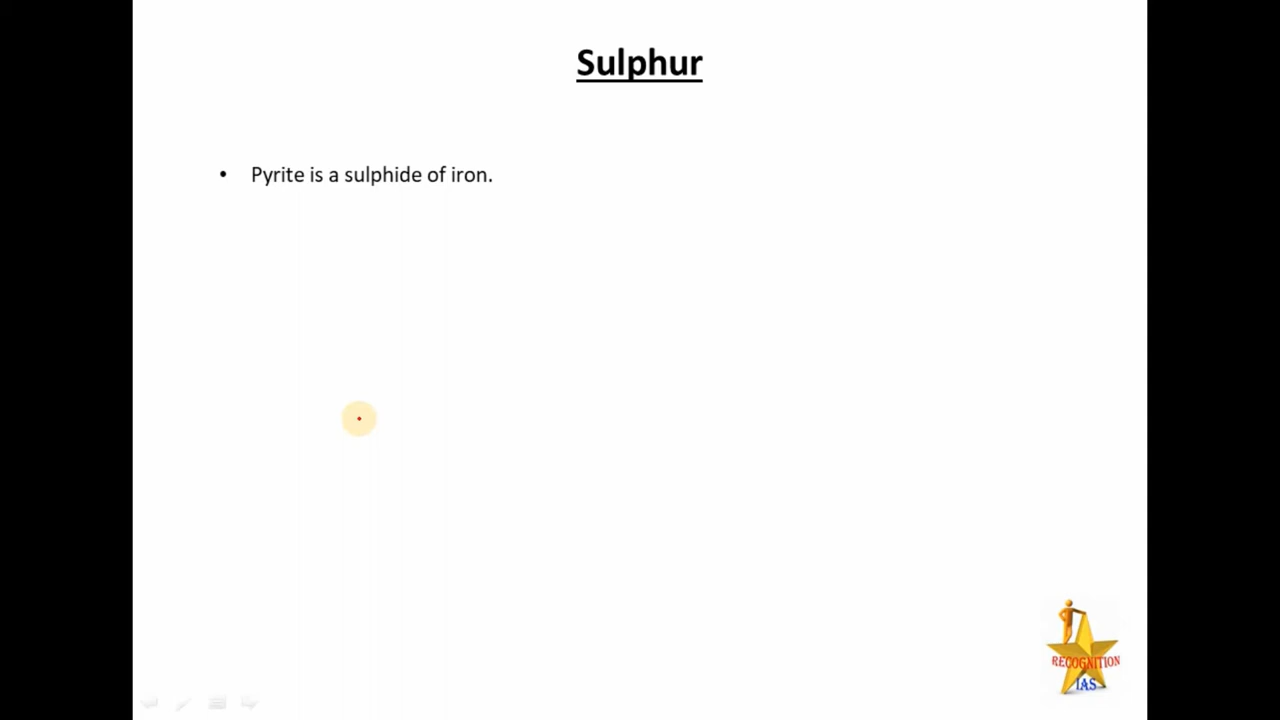 Sulphur
• Pyrite is a sulphide of iron.
RECOGNITION
IAS